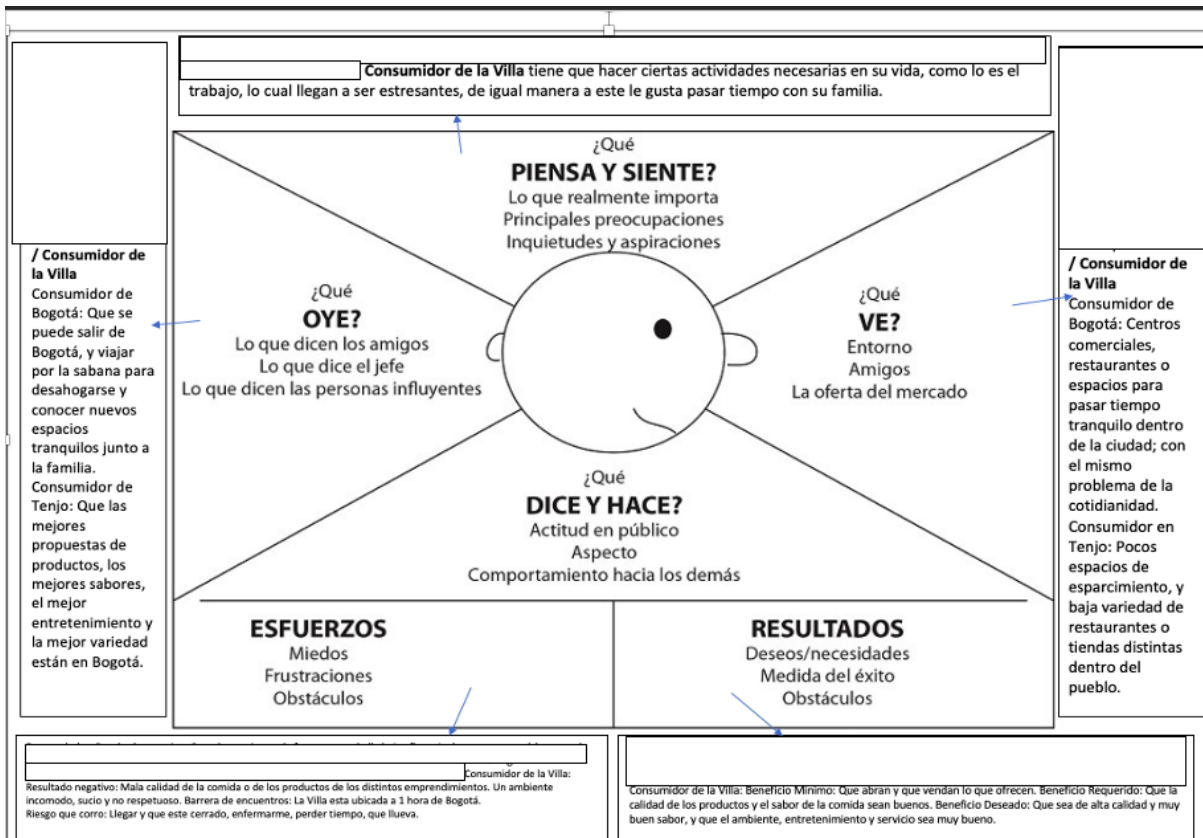 Consumidor de la Villa tiene que hacer ciertas actividades necesarias en su vida, como lo es el
trabajo, lo cual llegan a ser estresantes, de igual manera a este le gusta pasar tiempo con su familia.
¿Qué
PIENSA Y SIENTE?
Lo que realmente importa
Principales preocupaciones
Inquietudes y aspiraciones
/ Consumidor de
la Villa
Consumidor de
Bogotá: Que se
puede salir de
Bogotá, y viajar
por la sabana para
desahogarse y
conocer nuevos
espacios
tranquilos junto a
la familia.
Consumidor de
Tenjo: Que las
mejores
propuestas de
productos, los
mejores sabores,
el mejor
entretenimiento y
la mejor variedad
están en Bogotá.
¿Qué
OYE?
Lo que dicen los amigos
Lo que dice el jefe
Lo que dicen las personas influyentes
¿Qué
VE?
Entorno
Amigos
La oferta del mercado
/ Consumidor de
la Villa
Consumidor de
Bogotá: Centros
comerciales,
restaurantes o
espacios para
pasar tiempo
tranquilo dentro
de la ciudad; con
el mismo
problema de la
cotidianidad.
Consumidor en
Tenjo: Pocos
espacios de
esparcimiento, y
baja variedad de
restaurantes o
tiendas distintas
dentro del
pueblo.
¿Qué
DICE Y HACE?
Actitud en público
Aspecto
Comportamiento hacia los demás
ESFUERZOS
Miedos
Frustraciones
Obstáculos
RESULTADOS
Deseos/necesidades
Medida del éxito
Obstáculos
Consumidor de la Villa:
Resultado negativo: Mala calidad de la comida o de los productos de los distintos emprendimientos. Un ambiente
incomodo, sucio y no respetuoso. Barrera de encuentros: La Villa esta ubicada a 1 hora de Bogotá.
Riesgo que corro: Llegar y que este cerrado, enfermarme, perder tiempo, que llueva.
Consumidor de la Villa: Beneficio Minimo: Que abran y que vendan lo que ofrecen. Beneficio Requerido: Que la
calidad de los productos y el sabor de la comida sean buenos. Beneficio Deseado: Que sea de alta calidad y muy
buen sabor, y que el ambiente, entretenimiento y servicio sea muy bueno.